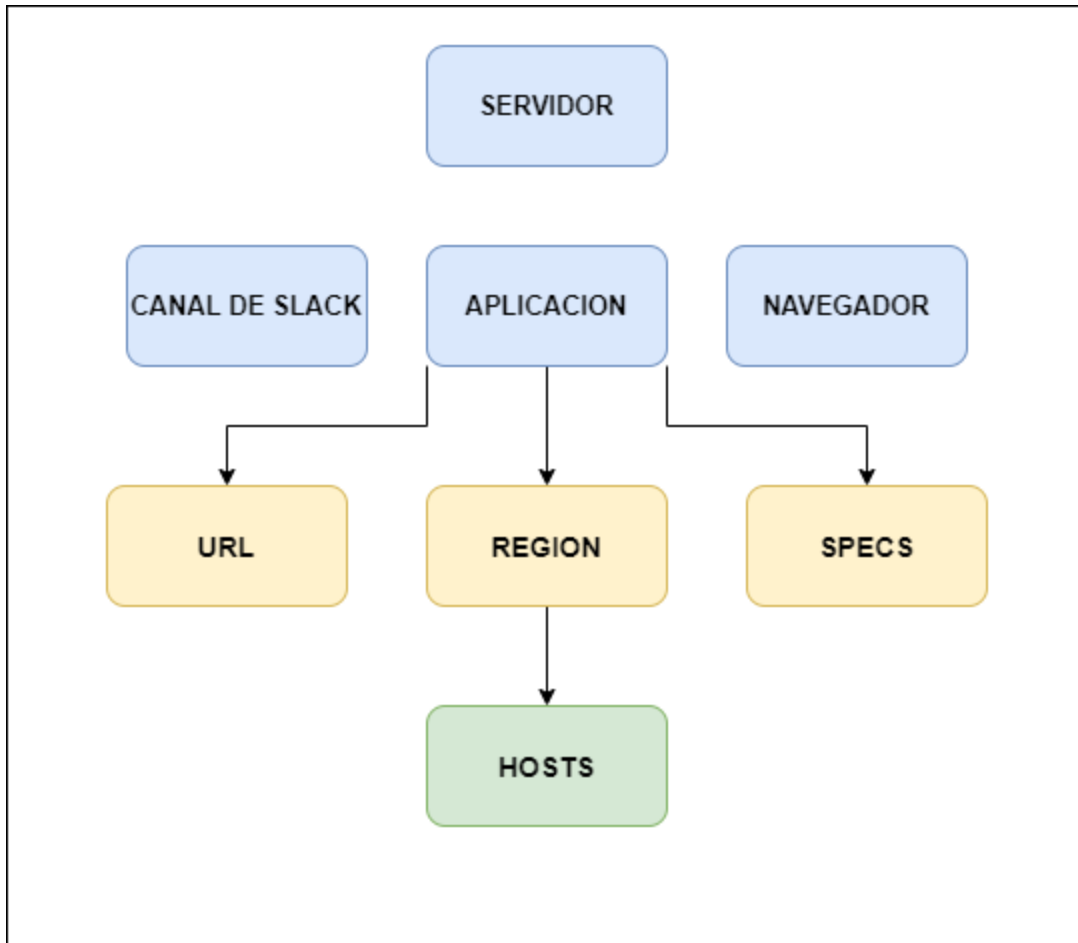 SERVIDOR
CANAL DE SLACK
APLICACION
NAVEGADOR
URL
REGION
SPECS
HOSTS